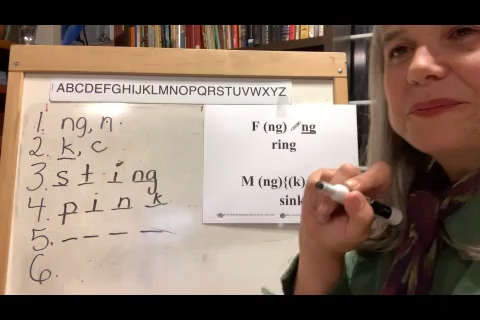 ABCDEFGHIJKLMNOPQRSTUVWXYZ
1. ng, n.
2. k, c
3. s t i ng
4. p i n k
5. _ _ _ _
6.
F (ng) ng
ring
M (ng){(k)
sink